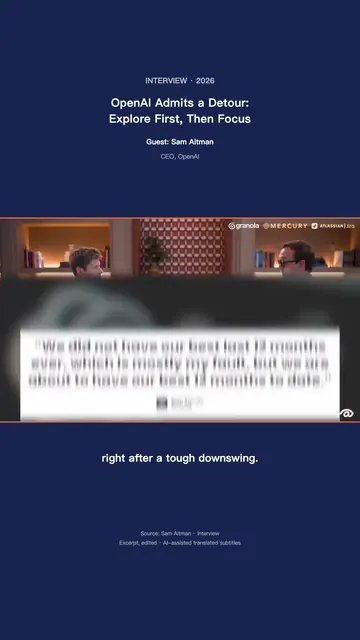 INTERVIEW · 2026
OpenAI Admits a Detour:
Explore First, Then Focus
Guest: Sam Altman
CEO, OpenAI
granola MERCURY ATLASSIAN
"We did not have our best last 12 months
ever, which is mostly my fault, but we are
about to have our best 12 months to date."
right after a tough downswing.
Source: Sam Altman · Interview
Excerpt, edited · AI-assisted translated subtitles